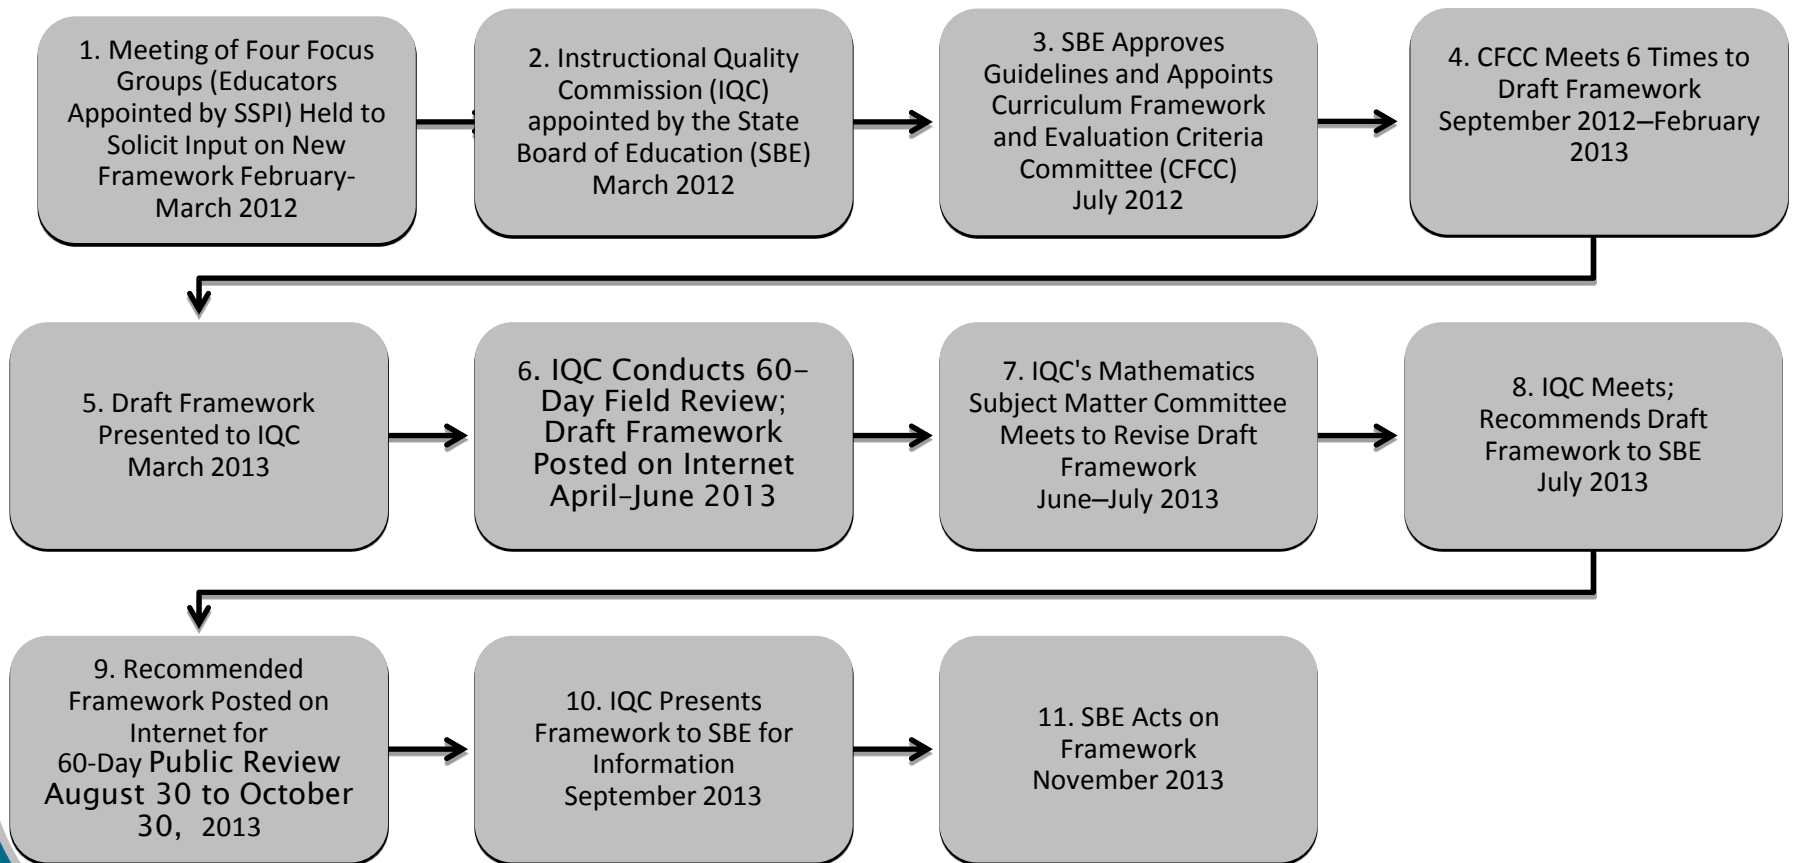 1. Meeting of Four Focus
Groups (Educators
Appointed by SSPI) Held to
Solicit Input on New
Framework February-
March 2012
2. Instructional Quality
Commission (IQC)
appointed by the State
Board of Education (SBE)
March 2012
3. SBE Approves
Guidelines and Appoints
Curriculum Framework
and Evaluation Criteria
Committee (CFCC)
July 2012
4. CFCC Meets 6 Times to
Draft Framework
September 2012–February
2013
5. Draft Framework
Presented to IQC
March 2013
6. IQC Conducts 60–
Day Field Review;
Draft Framework
Posted on Internet
April–June 2013
7. IQC's Mathematics
Subject Matter Committee
Meets to Revise Draft
Framework
June–July 2013
8. IQC Meets;
Recommends Draft
Framework to SBE
July 2013
9. Recommended
Framework Posted on
Internet for
60-Day Public Review
August 30 to October
30, 2013
10. IQC Presents
Framework to SBE for
Information
September 2013
11. SBE Acts on
Framework
November 2013